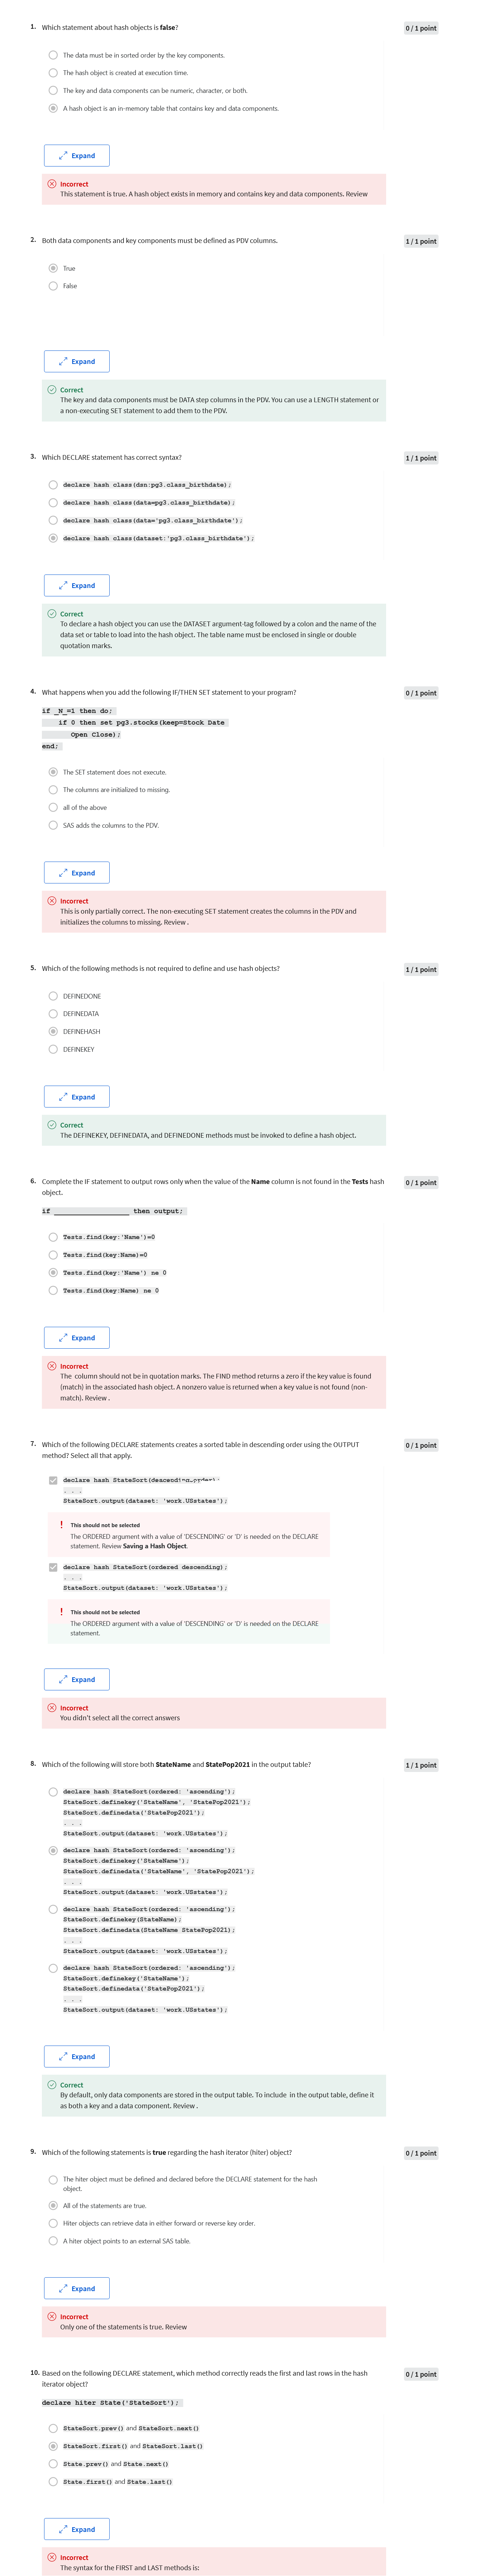 1. Which statement about hash objects is false?
0 / 1 point
The data must be in sorted order by the key components.
The hash object is created at execution time.
The key and data components can be numeric, character, or both.
A hash object is an in-memory table that contains key and data components.
Expand
Incorrect
This statement is true. A hash object exists in memory and contains key and data components. Review
2. Both data components and key components must be defined as PDV columns.
1 / 1 point
True
False
Expand
Correct
The key and data components must be DATA step columns in the PDV. You can use a LENGTH statement or
a non-executing SET statement to add them to the PDV.
3. Which DECLARE statement has correct syntax?
1 / 1 point
declare hash class(dsn:pg3.class_birthdate);
declare hash class(data=pg3.class_birthdate);
declare hash class(data='pg3.class_birthdate');
declare hash class(dataset:'pg3.class_birthdate');
Expand
Correct
To declare a hash object you can use the DATASET argument-tag followed by a colon and the name of the
data set or table to load into the hash object. The table name must be enclosed in single or double
quotation marks.
4. What happens when you add the following IF/THEN SET statement to your program?
0 / 1 point
if _N_=1 then do;
if 0 then set pg3.stocks(keep=Stock Date
Open Close);
end;
The SET statement does not execute.
The columns are initialized to missing.
all of the above
SAS adds the columns to the PDV.
Expand
Incorrect
This is only partially correct. The non-executing SET statement creates the columns in the PDV and
initializes the columns to missing. Review .
5. Which of the following methods is not required to define and use hash objects?
1 / 1 point
DEFINEDONE
DEFINEDATA
DEFINEHASH
DEFINEKEY
Expand
Correct
The DEFINEKEY, DEFINEDATA, and DEFINEDONE methods must be invoked to define a hash object.
6. Complete the IF statement to output rows only when the value of the Name column is not found in the Tests hash
object.
0 / 1 point
if ___________________ then output;
Tests.find(key:'Name')=0
Tests.find(key:Name)=0
Tests.find(key:'Name') ne 0
Tests.find(key:Name) ne 0
Expand
Incorrect
The column should not be in quotation marks. The FIND method returns a zero if the key value is found
(match) in the associated hash object. A nonzero value is returned when a key value is not found (non-
match). Review .
7. Which of the following DECLARE statements creates a sorted table in descending order using the OUTPUT
method? Select all that apply.
0 / 1 point
declare hash StateSort(descending_order);
. . .
StateSort.output(dataset: 'work.USstates');
! This should not be selected
The ORDERED argument with a value of 'DESCENDING' or 'D' is needed on the DECLARE
statement. Review Saving a Hash Object.
declare hash StateSort(ordered descending);
. . .
StateSort.output(dataset: 'work.USstates');
! This should not be selected
The ORDERED argument with a value of 'DESCENDING' or 'D' is needed on the DECLARE
statement.
Expand
Incorrect
You didn't select all the correct answers
8. Which of the following will store both StateName and StatePop2021 in the output table?
1 / 1 point
declare hash StateSort(ordered: 'ascending');
StateSort.definekey('StateName', 'StatePop2021');
StateSort.definedata('StatePop2021');
. . .
StateSort.output(dataset: 'work.USstates');
declare hash StateSort(ordered: 'ascending');
StateSort.definekey('StateName');
StateSort.definedata('StateName', 'StatePop2021');
. . .
StateSort.output(dataset: 'work.USstates');
declare hash StateSort(ordered: 'ascending');
StateSort.definekey(StateName);
StateSort.definedata(StateName StatePop2021);
. . .
StateSort.output(dataset: 'work.USstates');
declare hash StateSort(ordered: 'ascending');
StateSort.definekey('StateName');
StateSort.definedata('StatePop2021');
. . .
StateSort.output(dataset: 'work.USstates');
Expand
Correct
By default, only data components are stored in the output table. To include in the output table, define it
as both a key and a data component. Review .
9. Which of the following statements is true regarding the hash iterator (hiter) object?
0 / 1 point
The hiter object must be defined and declared before the DECLARE statement for the hash
object.
All of the statements are true.
Hiter objects can retrieve data in either forward or reverse key order.
A hiter object points to an external SAS table.
Expand
Incorrect
Only one of the statements is true. Review
10. Based on the following DECLARE statement, which method correctly reads the first and last rows in the hash
iterator object?
0 / 1 point
declare hiter State('StateSort');
StateSort.prev() and StateSort.next()
StateSort.first() and StateSort.last()
State.prev() and State.next()
State.first() and State.last()
Expand
Incorrect
The syntax for the FIRST and LAST methods is: